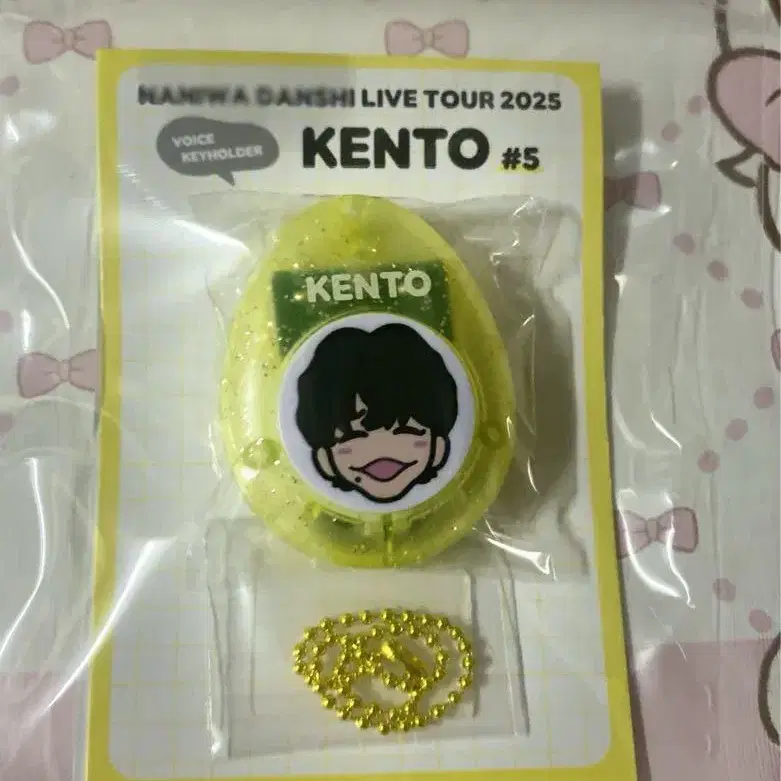 NANIWA DANSHI LIVE TOUR 2025
VOICE
KEYHOLDER
KENTO #5
KENTO